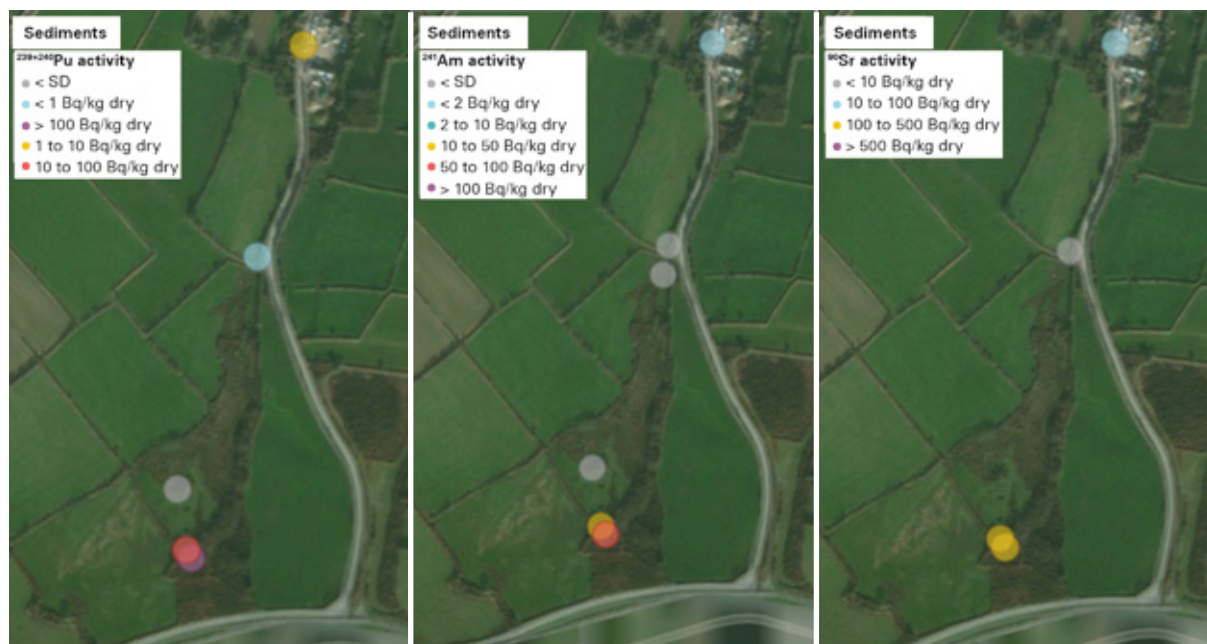 Sediments
²³⁹⁺²⁴⁰Pu activity
< SD
< 1 Bq/kg dry
> 100 Bq/kg dry
1 to 10 Bq/kg dry
10 to 100 Bq/kg dry
Sediments
²⁴¹Am activity
< SD
< 2 Bq/kg dry
2 to 10 Bq/kg dry
10 to 50 Bq/kg dry
50 to 100 Bq/kg dry
> 100 Bq/kg dry
Sediments
⁹⁰Sr activity
< 10 Bq/kg dry
10 to 100 Bq/kg dry
100 to 500 Bq/kg dry
> 500 Bq/kg dry